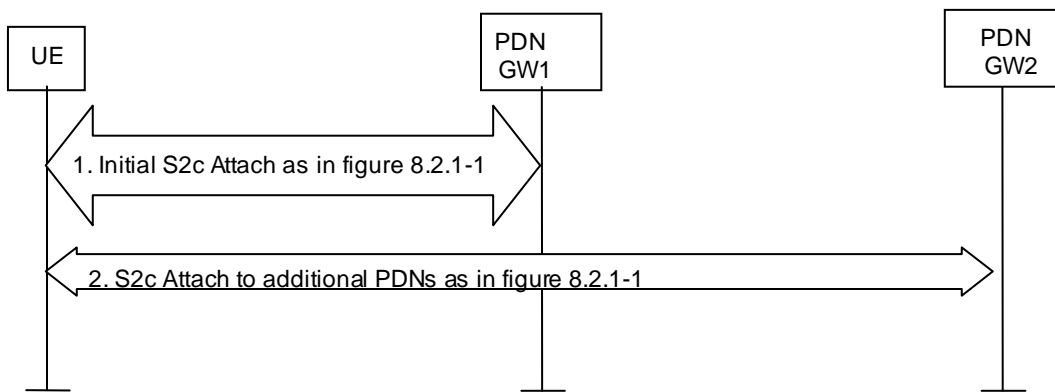 UE
PDN
GW1
PDN
GW2
1. Initial S2c Attach as in figure 8.2.1-1
2. S2c Attach to additional PDNs as in figure 8.2.1-1